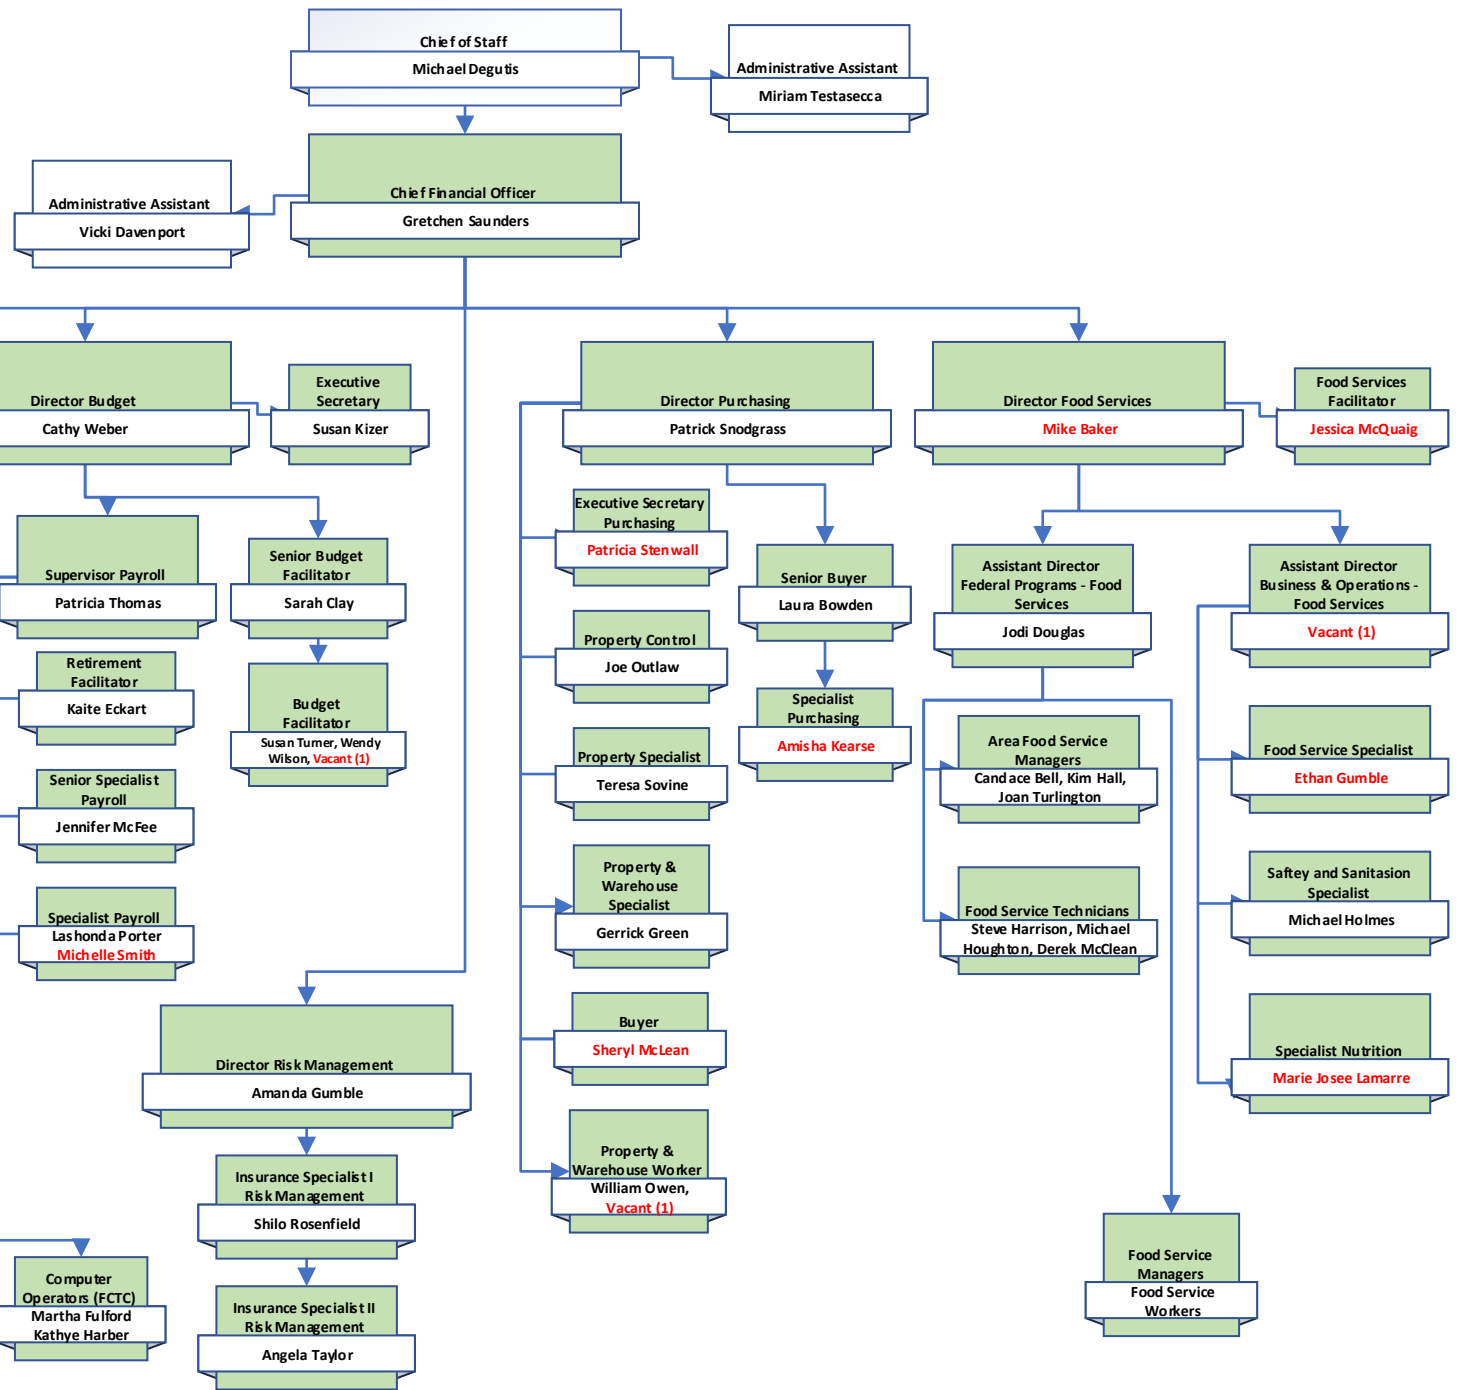 Chief of Staff
Michael Degutis
Administrative Assistant
Miriam Testasecca
Chief Financial Officer
Gretchen Saunders
Administrative Assistant
Vicki Davenport
Director Budget
Cathy Weber
Executive
Secretary
Susan Kizer
Director Purchasing
Patrick Snodgrass
Director Food Services
Mike Baker
Food Services
Facilitator
Jessica McQuaig
Supervisor Payroll
Patricia Thomas
Senior Budget
Facilitator
Sarah Clay
Retirement
Facilitator
Kaite Eckart
Budget
Facilitator
Susan Turner, Wendy
Wilson, Vacant (1)
Senior Specialist
Payroll
Jennifer McFee
Specialist Payroll
Lashonda Porter
Michelle Smith
Executive Secretary
Purchasing
Patricia Stenwall
Senior Buyer
Laura Bowden
Property Control
Joe Outlaw
Specialist
Purchasing
Amisha Kearse
Property Specialist
Teresa Sovine
Property &
Warehouse
Specialist
Gerrick Green
Buyer
Sheryl McLean
Property &
Warehouse Worker
William Owen,
Vacant (1)
Assistant Director
Federal Programs - Food
Services
Jodi Douglas
Assistant Director
Business & Operations -
Food Services
Vacant (1)
Area Food Service
Managers
Candace Bell, Kim Hall,
Joan Turlington
Food Service Specialist
Ethan Gumble
Food Service Technicians
Steve Harrison, Michael
Houghton, Derek McClean
Saftey and Sanitasion
Specialist
Michael Holmes
Specialist Nutrition
Marie Josee Lamarre
Director Risk Management
Amanda Gumble
Insurance Specialist I
Risk Management
Shilo Rosenfield
Insurance Specialist II
Risk Management
Angela Taylor
Computer
Operators (FCTC)
Martha Fulford
Kathye Harber
Food Service
Managers
Food Service
Workers